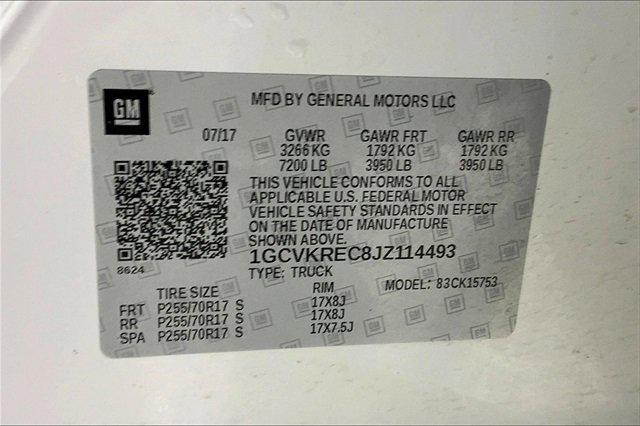 GM
MFD BY GENERAL MOTORS LLC
07/17 GVWR GAWR FRT GAWR RR
3266 KG 1792 KG 1792 KG
7200 LB 3950 LB 3950 LB
THIS VEHICLE CONFORMS TO ALL
APPLICABLE U.S. FEDERAL MOTOR
VEHICLE SAFETY STANDARDS IN EFFECT
ON THE DATE OF MANUFACTURE
SHOWN ABOVE.
8624
1GCVKREC8JZ114493
TYPE: TRUCK MODEL: 83CK15753
TIRE SIZE RIM
FRT P255/70R17 S 17X8J
RR P255/70R17 S 17X8J
SPA P255/70R17 S 17X7.5J